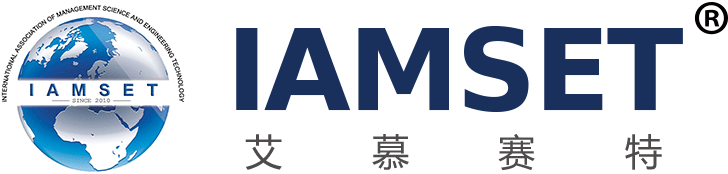 INTERNATIONAL ASSOCIATION OF MANAGEMENT SCIENCE AND ENGINEERING TECHNOLOGY
IAMSET
SINCE 2010
IAMSET®
艾慕赛特